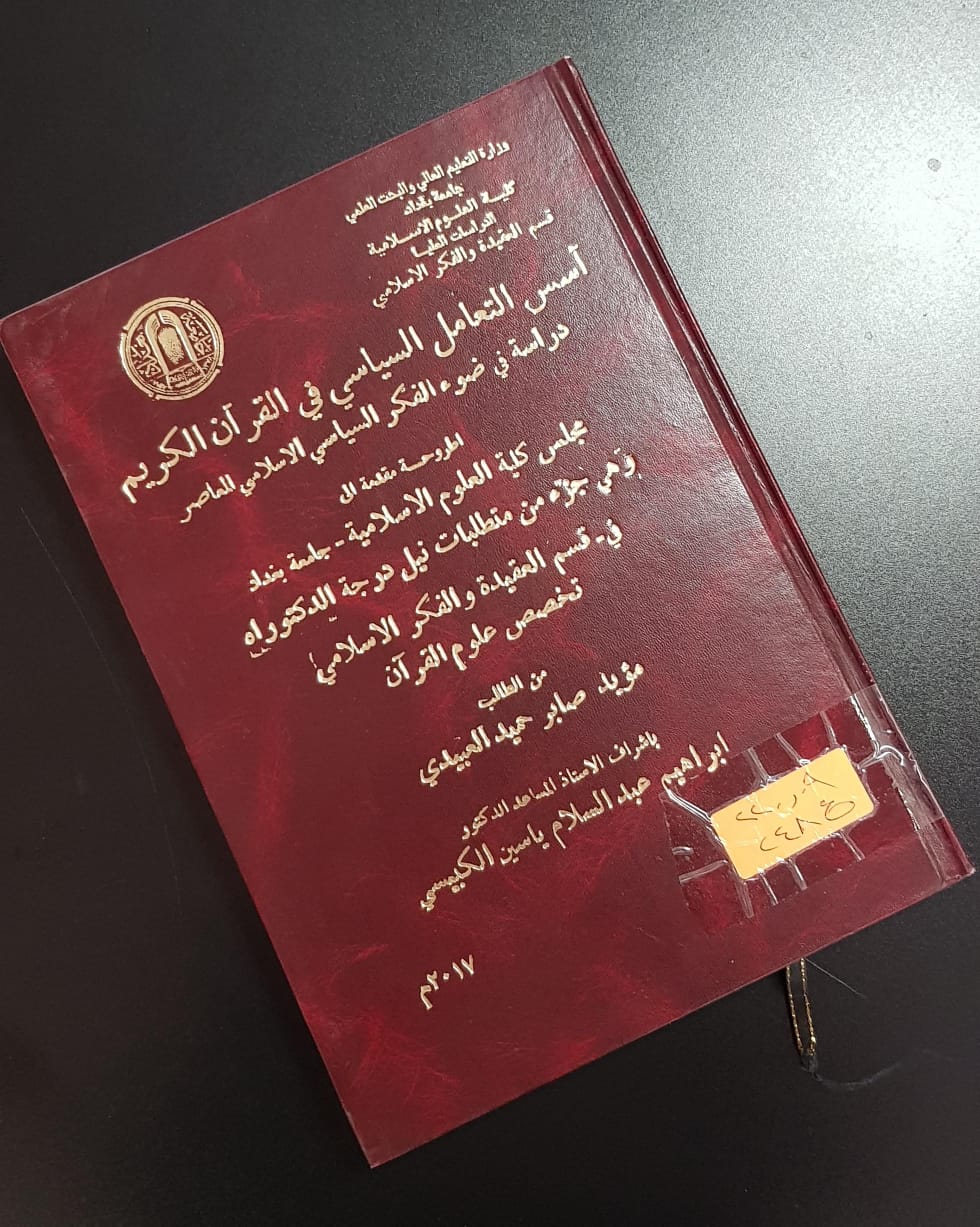 وزارة التعليم العالي والبحث العلمي
جامعة بغداد
كلية العلوم الاسلامية
الدراسات العليا
قسم العقيدة والفكر الاسلامي
أسس التعامل السياسي في القرآن الكريم
دراسة في ضوء الفكر السياسي الاسلامي المعاصر
اطروحة مقدمة الى
مجلس كلية العلوم الاسلامية - جامعة بغداد
وهي جزء من متطلبات نيل درجة الدكتوراه
في - قسم العقيدة والفكر الاسلامي
تخصص علوم القرآن
من الطالب
مؤيد صابر حميد العبيدي
باشراف الاستاذ المساعد الدكتور
ابراهيم عبد السلام ياسين الكبيسي
٢٠١٧م